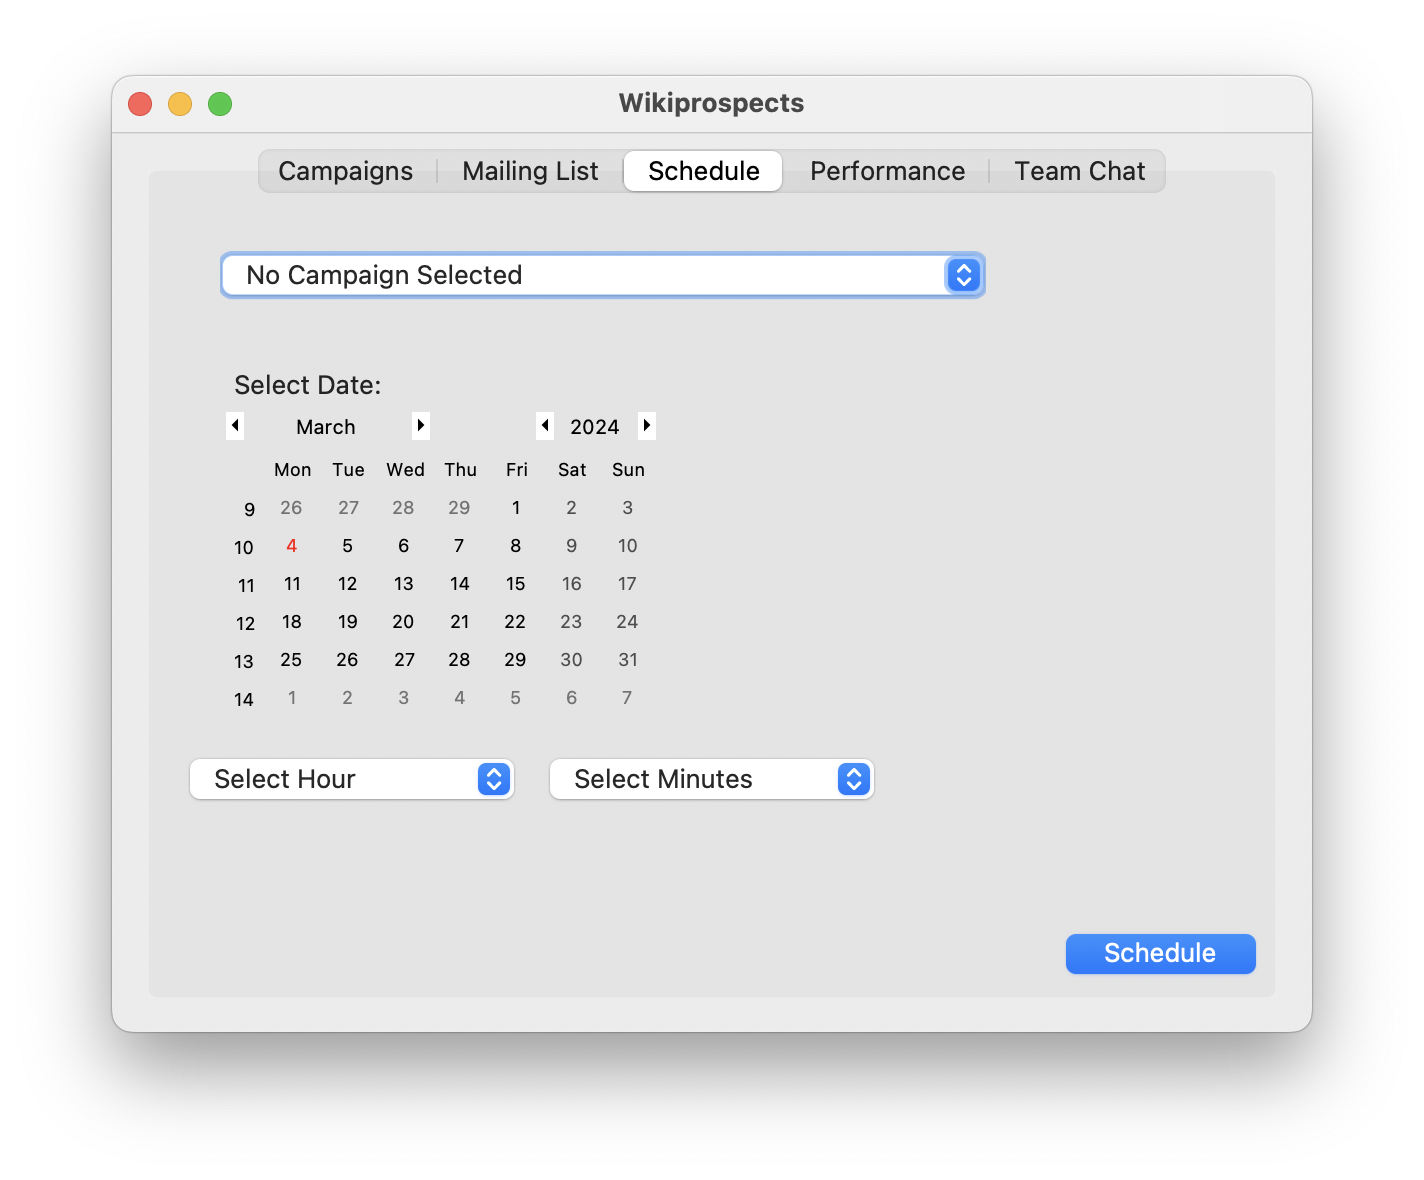 Wikiprospects
Campaigns Mailing List Schedule Performance Team Chat
No Campaign Selected
Select Date:
March 2024
Mon Tue Wed Thu Fri Sat Sun
9 26 27 28 29 1 2 3
10 4 5 6 7 8 9 10
11 11 12 13 14 15 16 17
12 18 19 20 21 22 23 24
13 25 26 27 28 29 30 31
14 1 2 3 4 5 6 7
Select Hour Select Minutes
Schedule